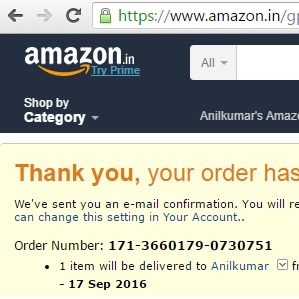 https://www.amazon.in/gp
amazon.in
Try Prime
All
Shop by
Category
Anilkumar's Amazo
Thank you, your order has
We've sent you an e-mail confirmation. You will re
can change this setting in Your Account..
Order Number: 171-3660179-0730751
1 item will be delivered to Anilkumar fr
- 17 Sep 2016